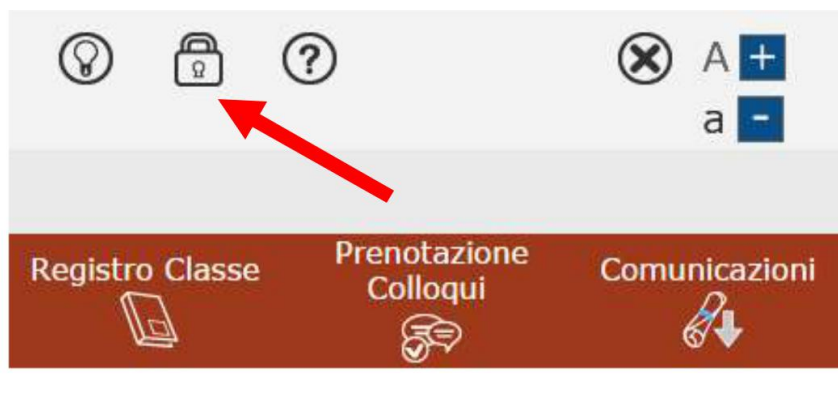 ?
A +
a -
Registro Classe
Prenotazione
Colloqui
Comunicazioni